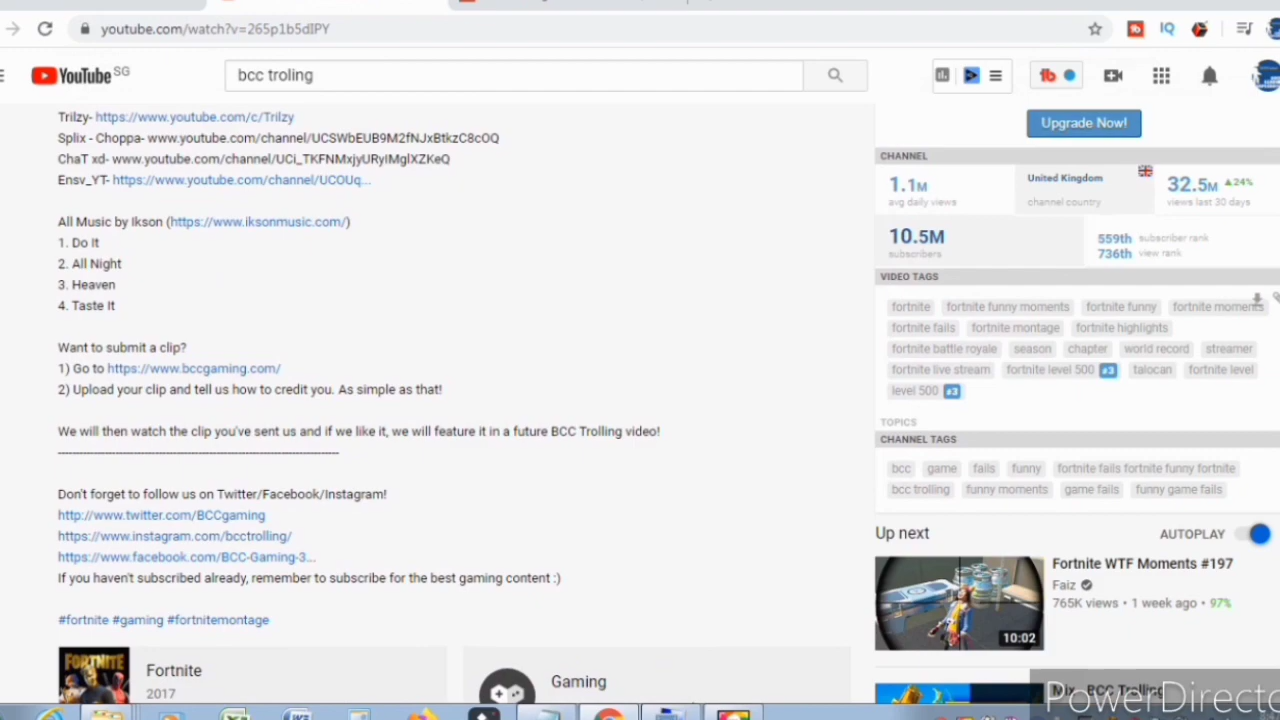 youtube.com/watch?v=265p1b5dIPY
IQ
YouTube SG
bcc troling
Trilzy- https://www.youtube.com/c/Trilzy
Splix - Choppa- www.youtube.com/channel/UCSWbEUB9M2fNJxBtkzC8cOQ
ChaT xd- www.youtube.com/channel/UCi_TKFNMxjyURyIMglXZKeQ
Ensv_YT- https://www.youtube.com/channel/UCOUq...
All Music by Ikson (https://www.iksonmusic.com/)
1. Do It
2. All Night
3. Heaven
4. Taste It
Want to submit a clip?
1) Go to https://www.bccgaming.com/
2) Upload your clip and tell us how to credit you. As simple as that!
We will then watch the clip you've sent us and if we like it, we will feature it in a future BCC Trolling video!
--------------------------------------------------------------------------------
Don't forget to follow us on Twitter/Facebook/Instagram!
http://www.twitter.com/BCCgaming
https://www.instagram.com/bcctrolling/
https://www.facebook.com/BCC-Gaming-3...
If you haven't subscribed already, remember to subscribe for the best gaming content :)
#fortnite #gaming #fortnitemontage
FORTNITE
Fortnite
2017
Gaming
Upgrade Now!
CHANNEL
1.1M
avg daily views
United Kingdom
channel country
32.5M ▲24%
views last 30 days
10.5M
subscribers
559th subscriber rank
736th view rank
VIDEO TAGS
fortnite fortnite funny moments fortnite funny fortnite moments
fortnite fails fortnite montage fortnite highlights
fortnite battle royale season chapter world record streamer
fortnite live stream fortnite level 500 #3 talocan fortnite level
level 500 #3
TOPICS
CHANNEL TAGS
bcc game fails funny fortnite fails fortnite funny fortnite
bcc trolling funny moments game fails funny game fails
Up next AUTOPLAY
Fortnite WTF Moments #197
Faiz
765K views • 1 week ago • 97%
10:02
Mix - BCC Trolling
PowerDirecto